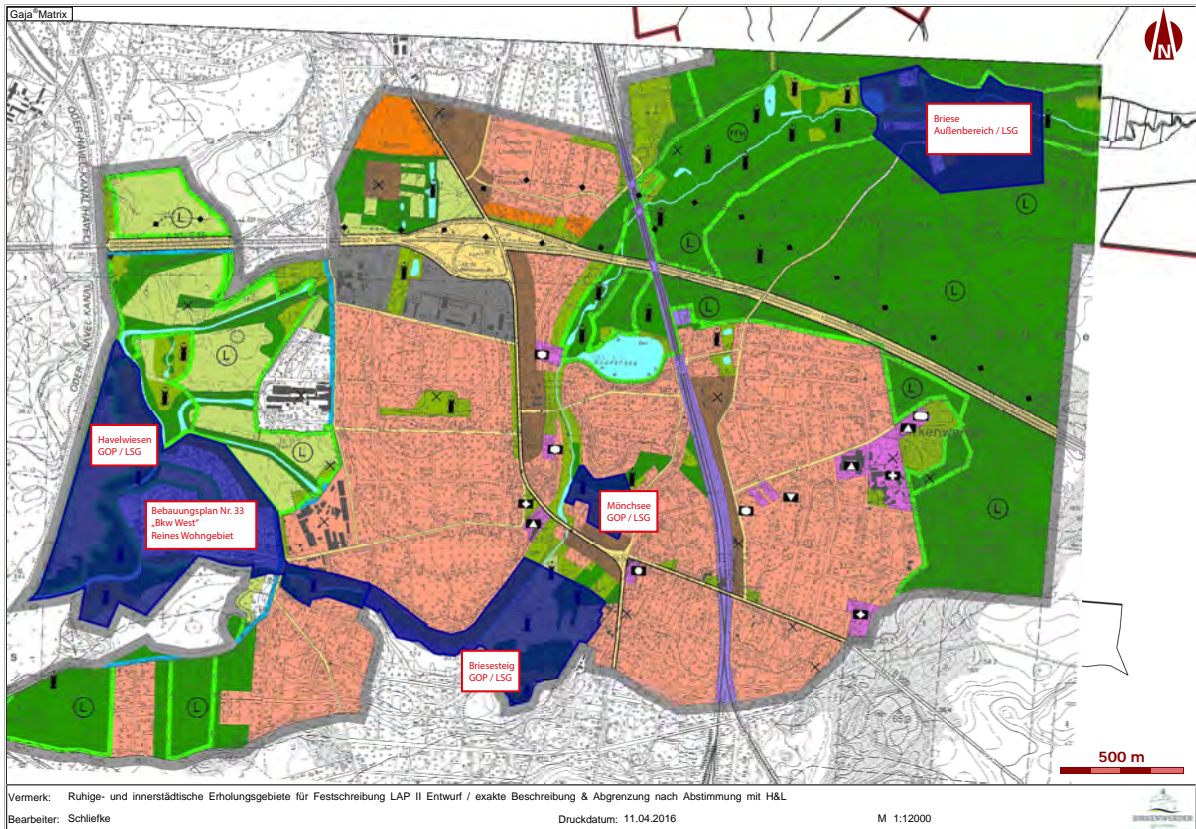 Gaja®Matrix
N
Briese
Außenbereich / LSG
FFH
L
L
L
L
L
L
L
L
L
L
L
Havelwiesen
GOP / LSG
Bebauungsplan Nr. 33
„Bkw West"
Reines Wohngebiet
Mönchsee
GOP / LSG
Briesesteig
GOP / LSG
500 m
Vermerk: Ruhige- und innerstädtische Erholungsgebiete für Festschreibung LAP II Entwurf / exakte Beschreibung & Abgrenzung nach Abstimmung mit H&L
Bearbeiter: Schliefke Druckdatum: 11.04.2016 M 1:12000
BIRKENWERDER